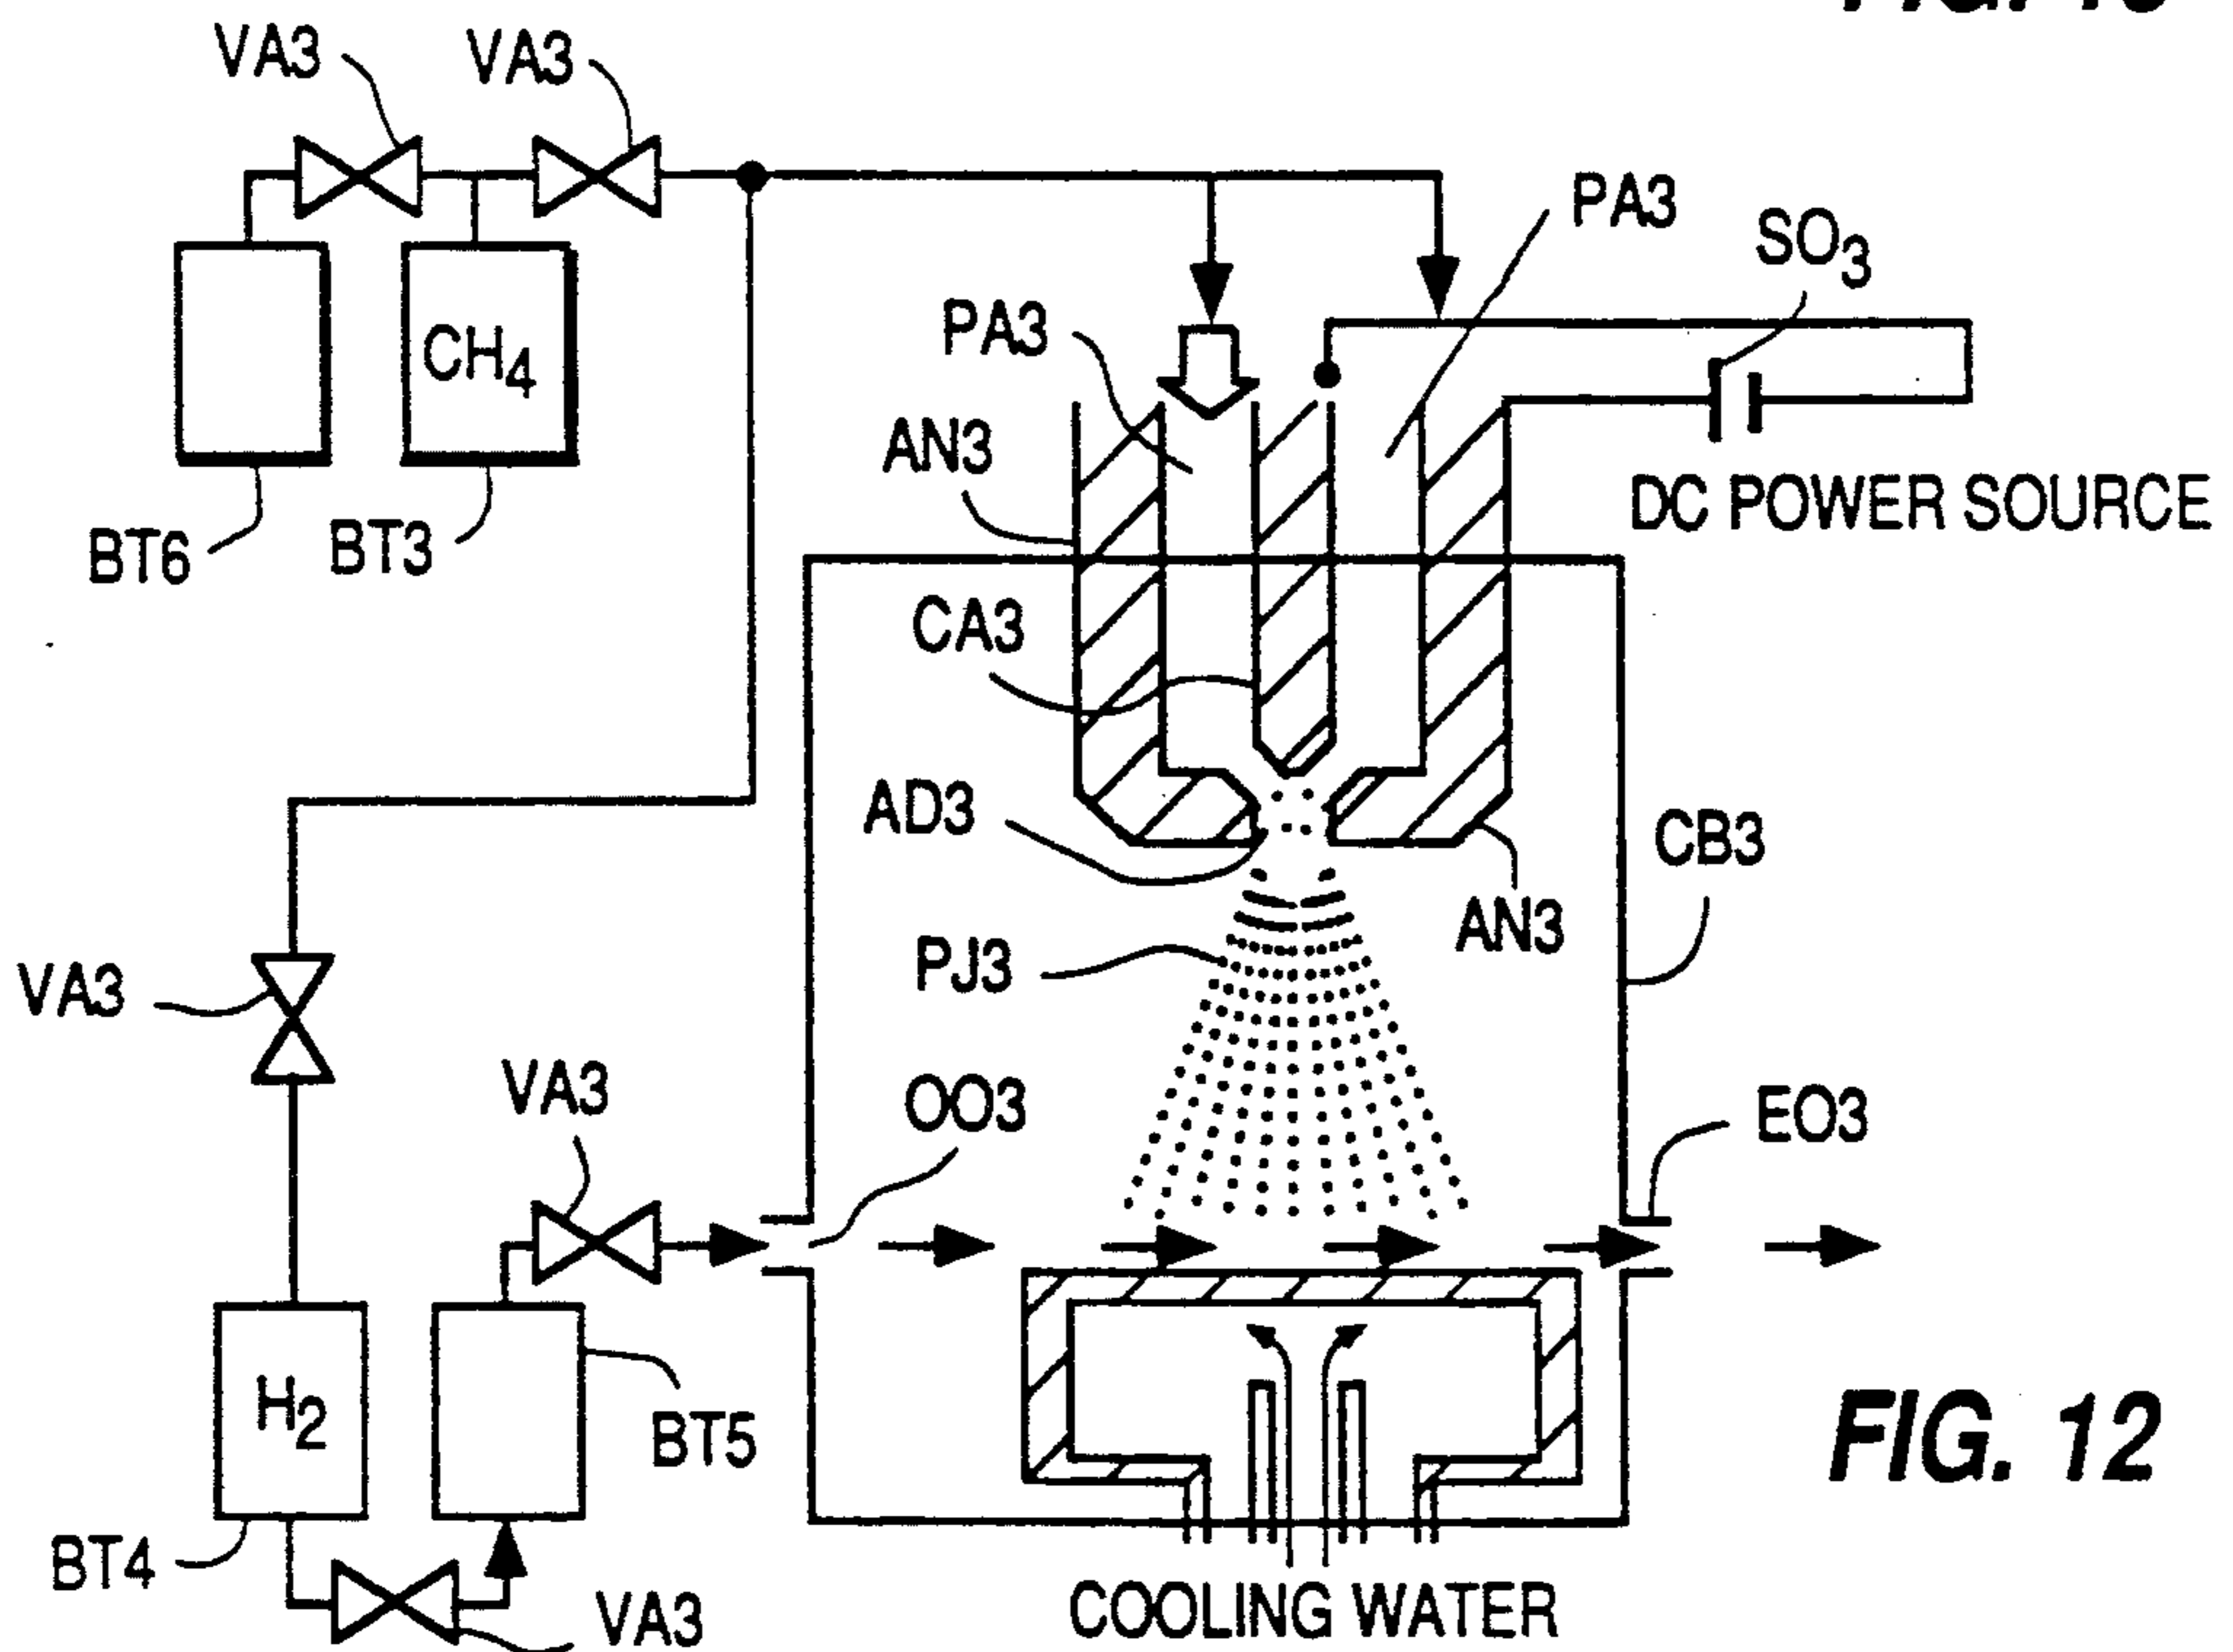 VA3
VA3
PA3
SO3
CH4
PA3
AN3
DC POWER SOURCE
BT6
BT3
CA3
AD3
CB3
AN3
PJ3
VA3
VA3
OO3
EO3
H2
BT5
FIG. 12
BT4
VA3
COOLING WATER